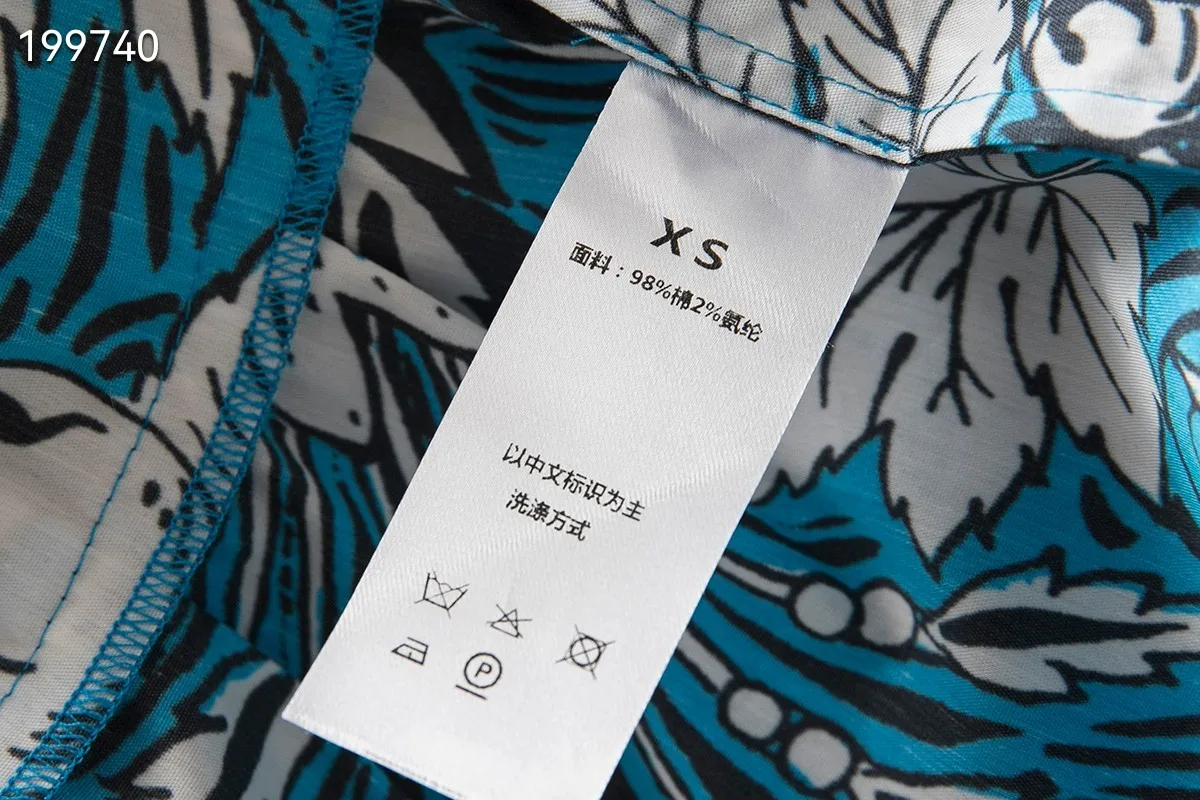 199740
XS
面料：98%棉2%氨纶
以中文标识为主
洗涤方式
P